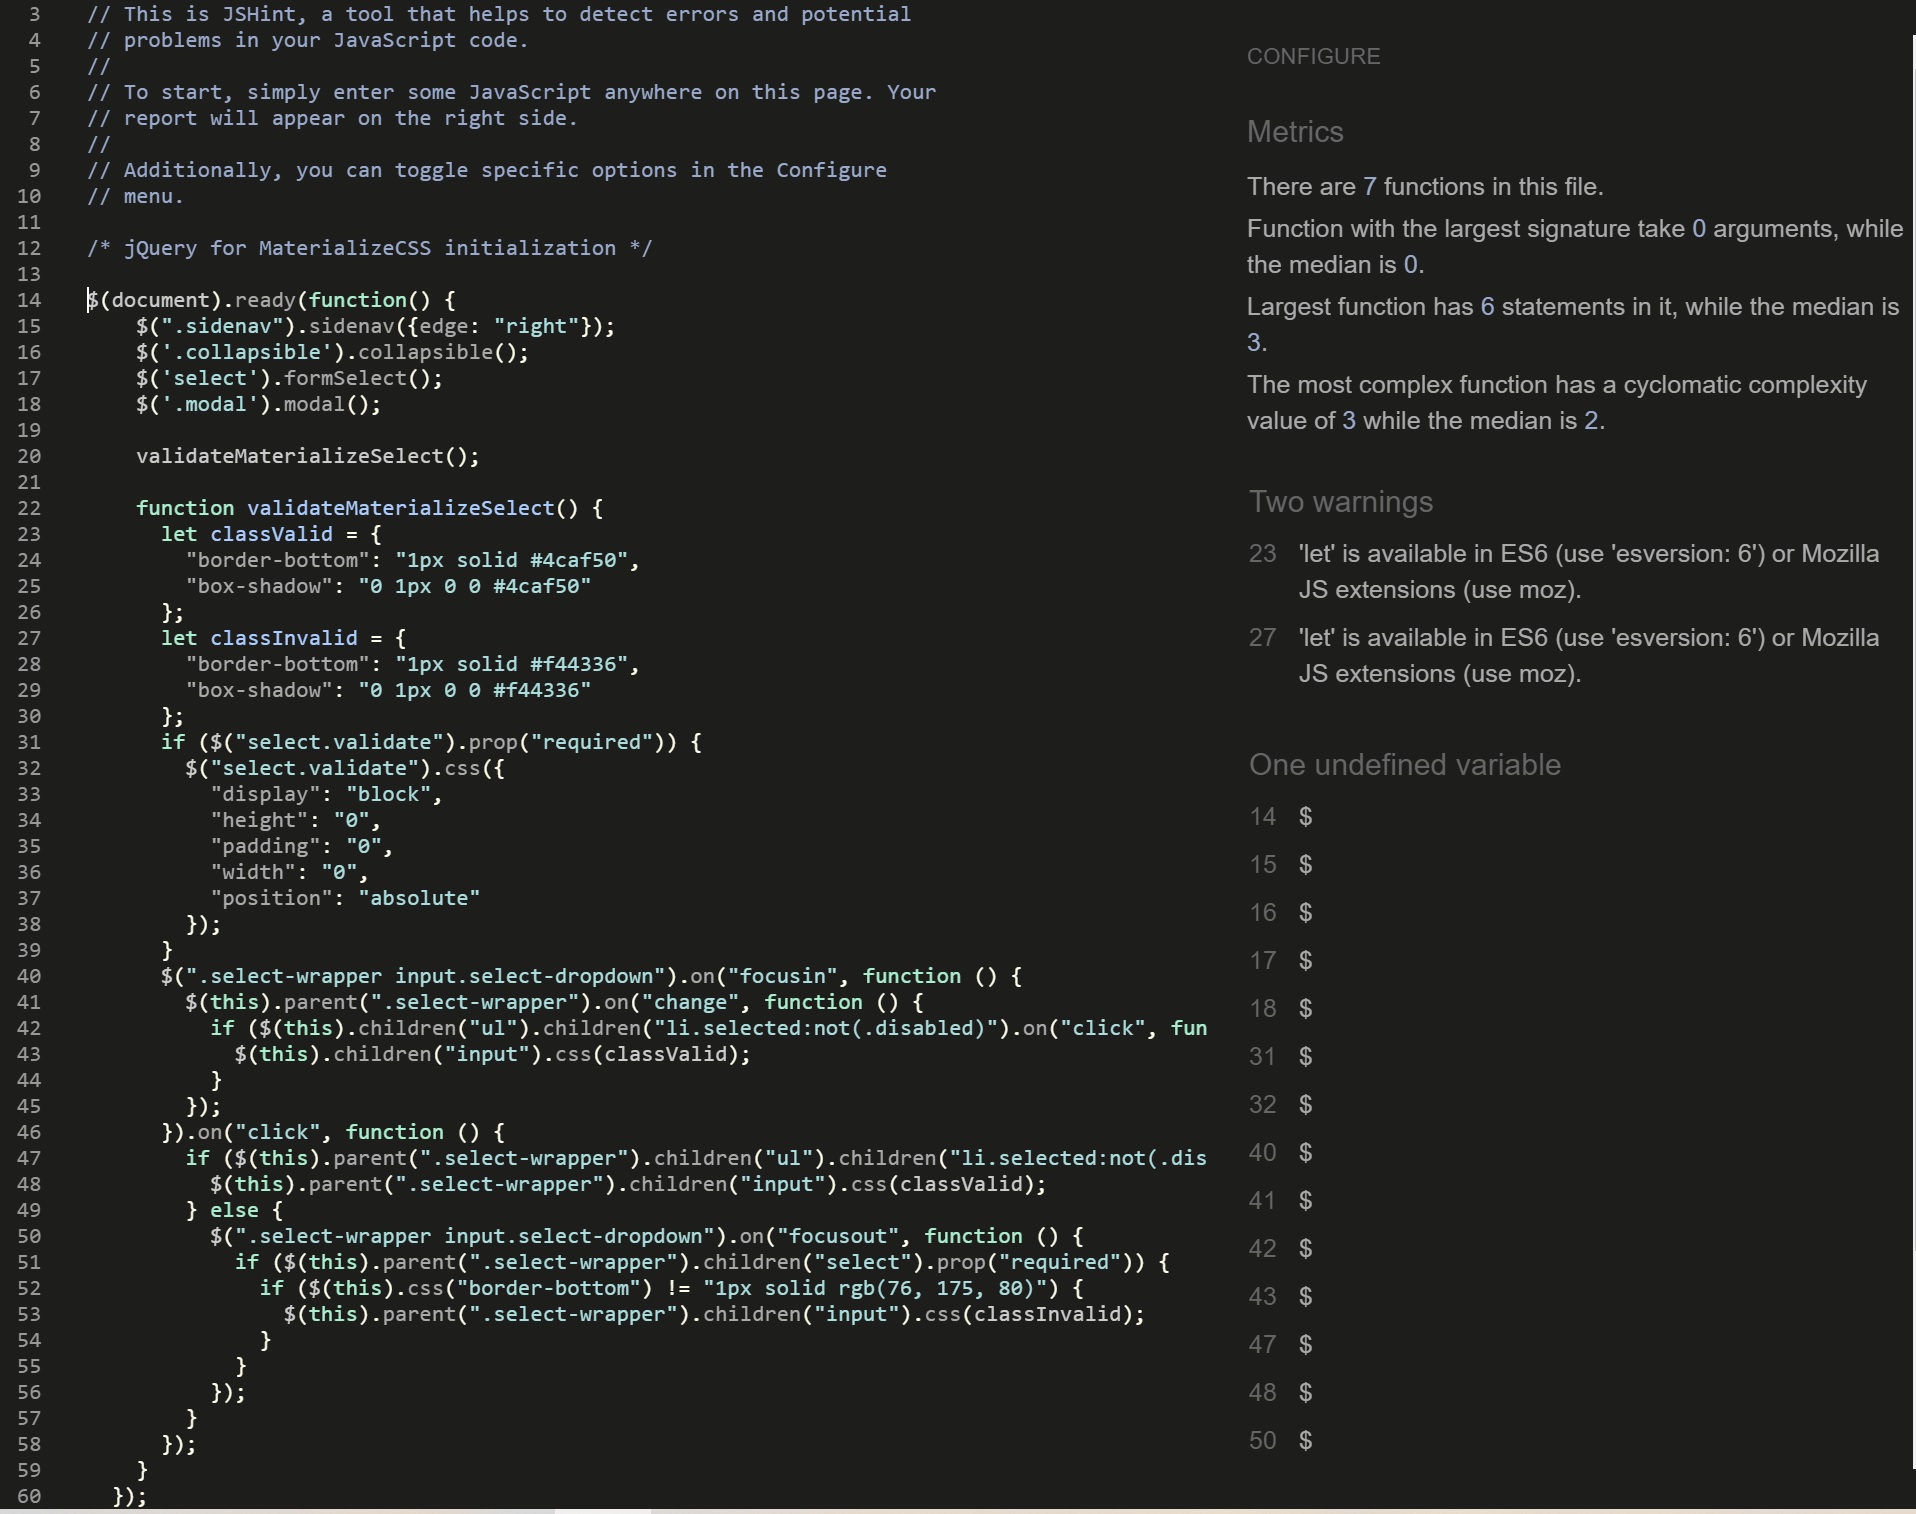 3 // This is JSHint, a tool that helps to detect errors and potential
4 // problems in your JavaScript code.
5 //
6 // To start, simply enter some JavaScript anywhere on this page. Your
7 // report will appear on the right side.
8 //
9 // Additionally, you can toggle specific options in the Configure
10 // menu.
11
12 /* jQuery for MaterializeCSS initialization */
13
14 $(document).ready(function() {
15     $(".sidenav").sidenav({edge: "right"});
16     $('.collapsible').collapsible();
17     $('select').formSelect();
18     $('.modal').modal();
19
20     validateMaterializeSelect();
21
22     function validateMaterializeSelect() {
23       let classValid = {
24         "border-bottom": "1px solid #4caf50",
25         "box-shadow": "0 1px 0 0 #4caf50"
26       };
27       let classInvalid = {
28         "border-bottom": "1px solid #f44336",
29         "box-shadow": "0 1px 0 0 #f44336"
30       };
31       if ($("select.validate").prop("required")) {
32         $("select.validate").css({
33           "display": "block",
34           "height": "0",
35           "padding": "0",
36           "width": "0",
37           "position": "absolute"
38         });
39       }
40       $(".select-wrapper input.select-dropdown").on("focusin", function () {
41         $(this).parent(".select-wrapper").on("change", function () {
42           if ($(this).children("ul").children("li.selected:not(.disabled)").on("click", fun
43             $(this).children("input").css(classValid);
44           }
45         });
46       }).on("click", function () {
47         if ($(this).parent(".select-wrapper").children("ul").children("li.selected:not(.dis
48           $(this).parent(".select-wrapper").children("input").css(classValid);
49         } else {
50           $(".select-wrapper input.select-dropdown").on("focusout", function () {
51             if ($(this).parent(".select-wrapper").children("select").prop("required")) {
52               if ($(this).css("border-bottom") != "1px solid rgb(76, 175, 80)") {
53                 $(this).parent(".select-wrapper").children("input").css(classInvalid);
54               }
55             }
56           });
57         }
58       });
59     }
60   });
CONFIGURE
Metrics
There are 7 functions in this file.
Function with the largest signature take 0 arguments, while
the median is 0.
Largest function has 6 statements in it, while the median is
3.
The most complex function has a cyclomatic complexity
value of 3 while the median is 2.
Two warnings
23 'let' is available in ES6 (use 'esversion: 6') or Mozilla
JS extensions (use moz).
27 'let' is available in ES6 (use 'esversion: 6') or Mozilla
JS extensions (use moz).
One undefined variable
14 $
15 $
16 $
17 $
18 $
31 $
32 $
40 $
41 $
42 $
43 $
47 $
48 $
50 $